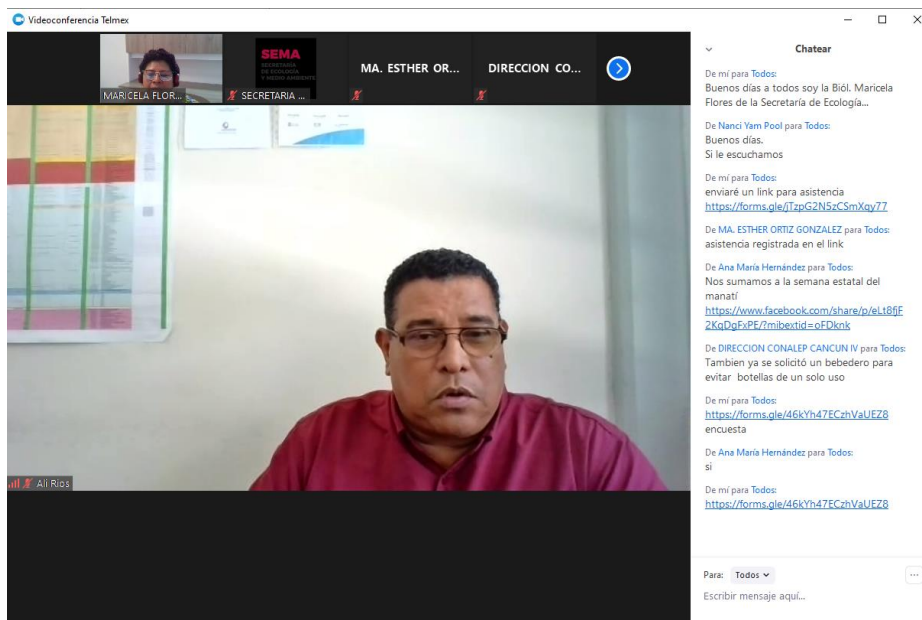 Videoconferencia Telmex
SEMA
SECRETARÍA
DE ECOLOGÍA
Y MEDIO AMBIENTE
MARICELA FLOR...
SECRETARIA ...
MA. ESTHER OR...
DIRECCION CO...
Ali Rios
Chatear
De mí para Todos:
Buenos días a todos soy la Biól. Maricela
Flores de la Secretaría de Ecología...
De Nanci Yam Pool para Todos:
Buenos días.
Si le escuchamos
De mí para Todos:
enviaré un link para asistencia
https://forms.gle/jTzpG2N5zCSmXqy77
De MA. ESTHER ORTIZ GONZALEZ para Todos:
asistencia registrada en el link
De Ana María Hernández para Todos:
Nos sumamos a la semana estatal del
manatí
https://www.facebook.com/share/p/eLt8fjF
2KqDgFxPE/?mibextid=oFDknk
De DIRECCION CONALEP CANCUN IV para Todos:
Tambien ya se solicitó un bebedero para
evitar botellas de un solo uso
De mí para Todos:
https://forms.gle/46kYh47ECzhVaUEZ8
encuesta
De Ana María Hernández para Todos:
si
De mí para Todos:
https://forms.gle/46kYh47ECzhVaUEZ8
Para: Todos
Escribir mensaje aquí...